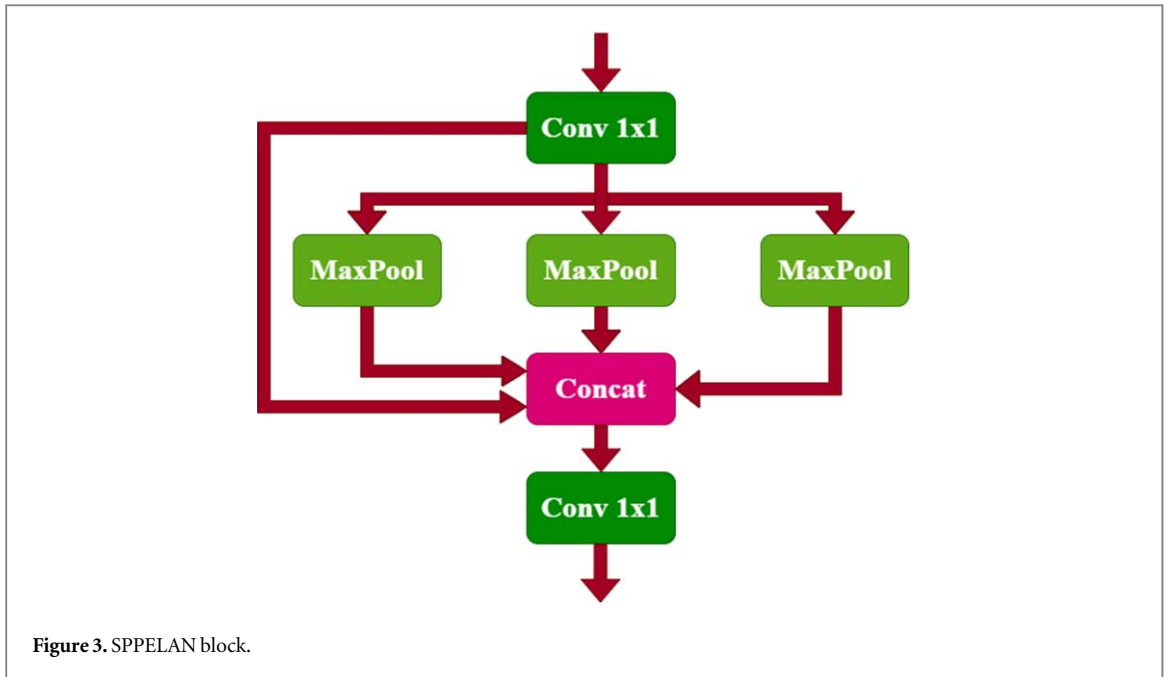 Conv 1x1
MaxPool MaxPool MaxPool
Concat
Conv 1x1
Figure 3. SPPELAN block.